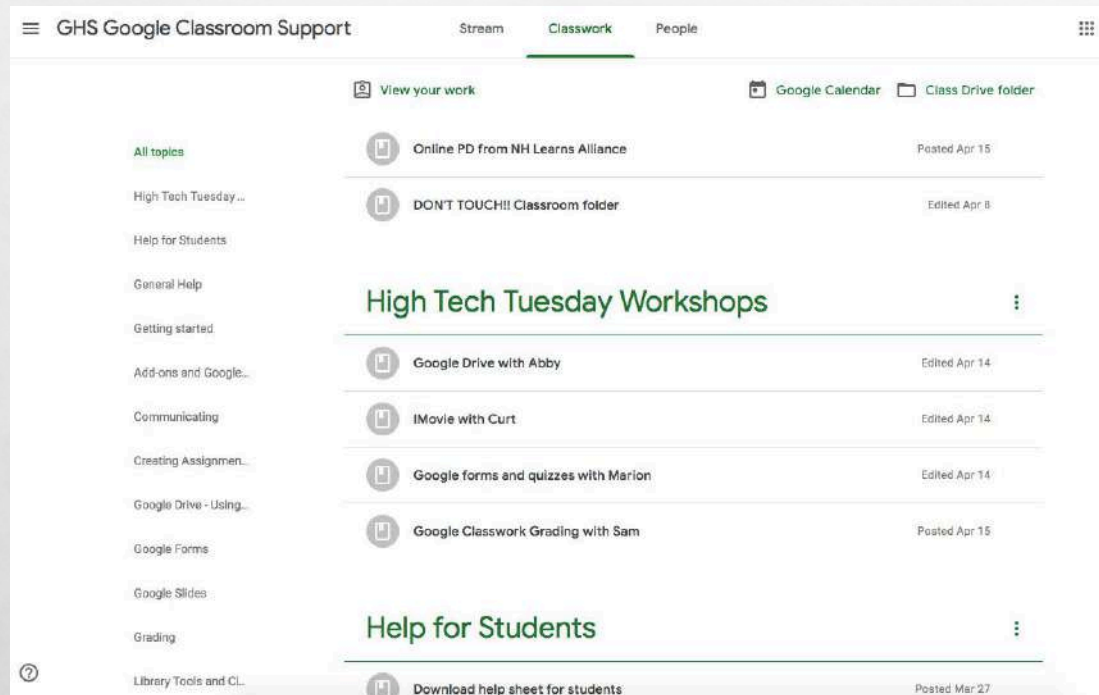 GHS Google Classroom Support
Stream
Classwork
People
View your work
Google Calendar
Class Drive folder
All topics
High Tech Tuesday...
Help for Students
General Help
Getting started
Add-ons and Google...
Communicating
Creating Assignmen...
Google Drive - Using...
Google Forms
Google Slides
Grading
Library Tools and Cl...
Online PD from NH Learns Alliance
Posted Apr 15
DON'T TOUCH!! Classroom folder
Edited Apr 8
High Tech Tuesday Workshops
Google Drive with Abby
Edited Apr 14
IMovie with Curt
Edited Apr 14
Google forms and quizzes with Marion
Edited Apr 14
Google Classwork Grading with Sam
Posted Apr 15
Help for Students
Download help sheet for students
Posted Mar 27